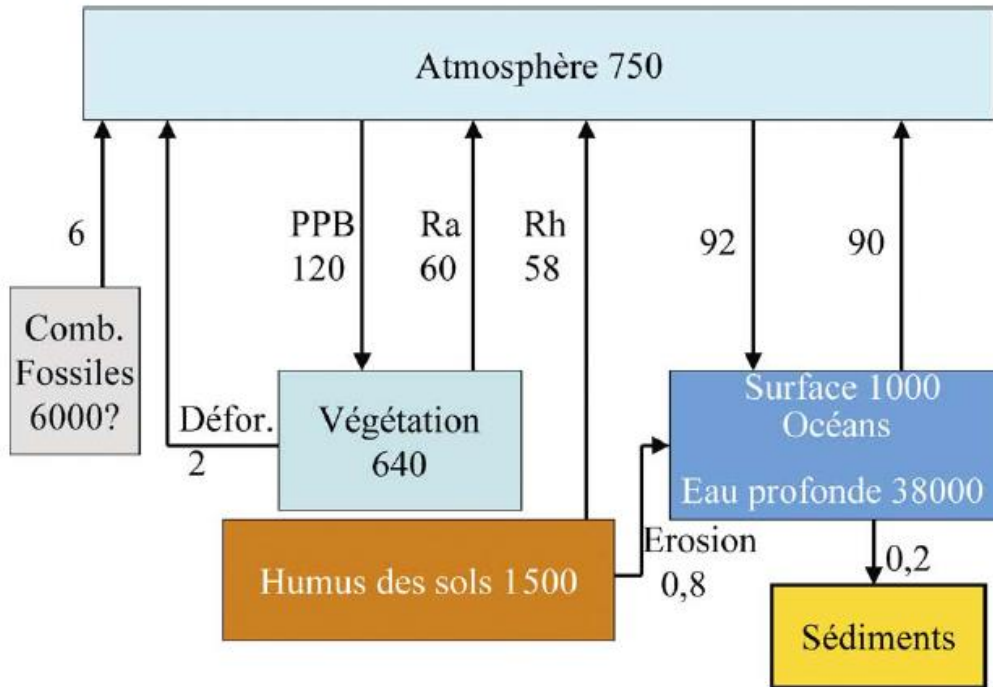 Atmosphère 750
6
PPB
120
Ra
60
Rh
58
92
90
Comb.
Fossiles
6000?
Défor.
2
Végétation
640
Surface 1000
Océans
Eau profonde 38000
Humus des sols 1500
Erosion
0,8
0,2
Sédiments